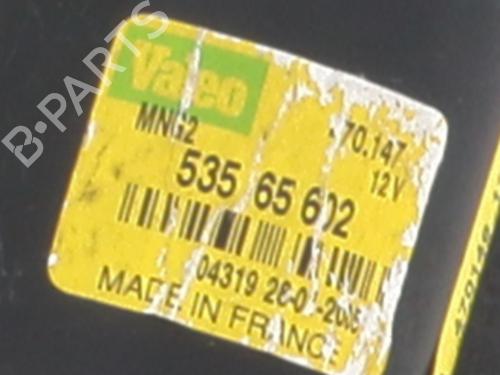 B-PARTS
Valeo
MNG2
70.147
12V
535 65 602
04319
MADE IN FRANCE